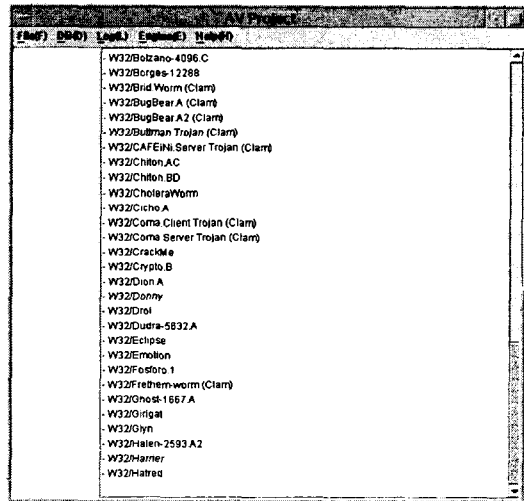 AV Project
File(F) DB(D) Log(L) Engine(E) Help(H)
W32/Bolzano-4096.C
W32/Borges-12288
W32/Brid.Worm (Clam)
W32/BugBear.A (Clam)
W32/BugBear.A2 (Clam)
W32/Buttman Trojan (Clam)
W32/CAFEiNi.Server Trojan (Clam)
W32/Chiton.AC
W32/Chiton.BD
W32/CholeraWorm
W32/Cicho.A
W32/Coma.Client Trojan (Clam)
W32/Coma Server Trojan (Clam)
W32/CrackMe
W32/Crypto.B
W32/Dion.A
W32/Donny
W32/Drol
W32/Dudra-5632.A
W32/Eclipse
W32/Emotion
W32/Fosforo.1
W32/Frethem-worm (Clam)
W32/Ghost-1667.A
W32/Girigat
W32/Glyn
W32/Halen-2593.A2
W32/Harrier
W32/Hatred